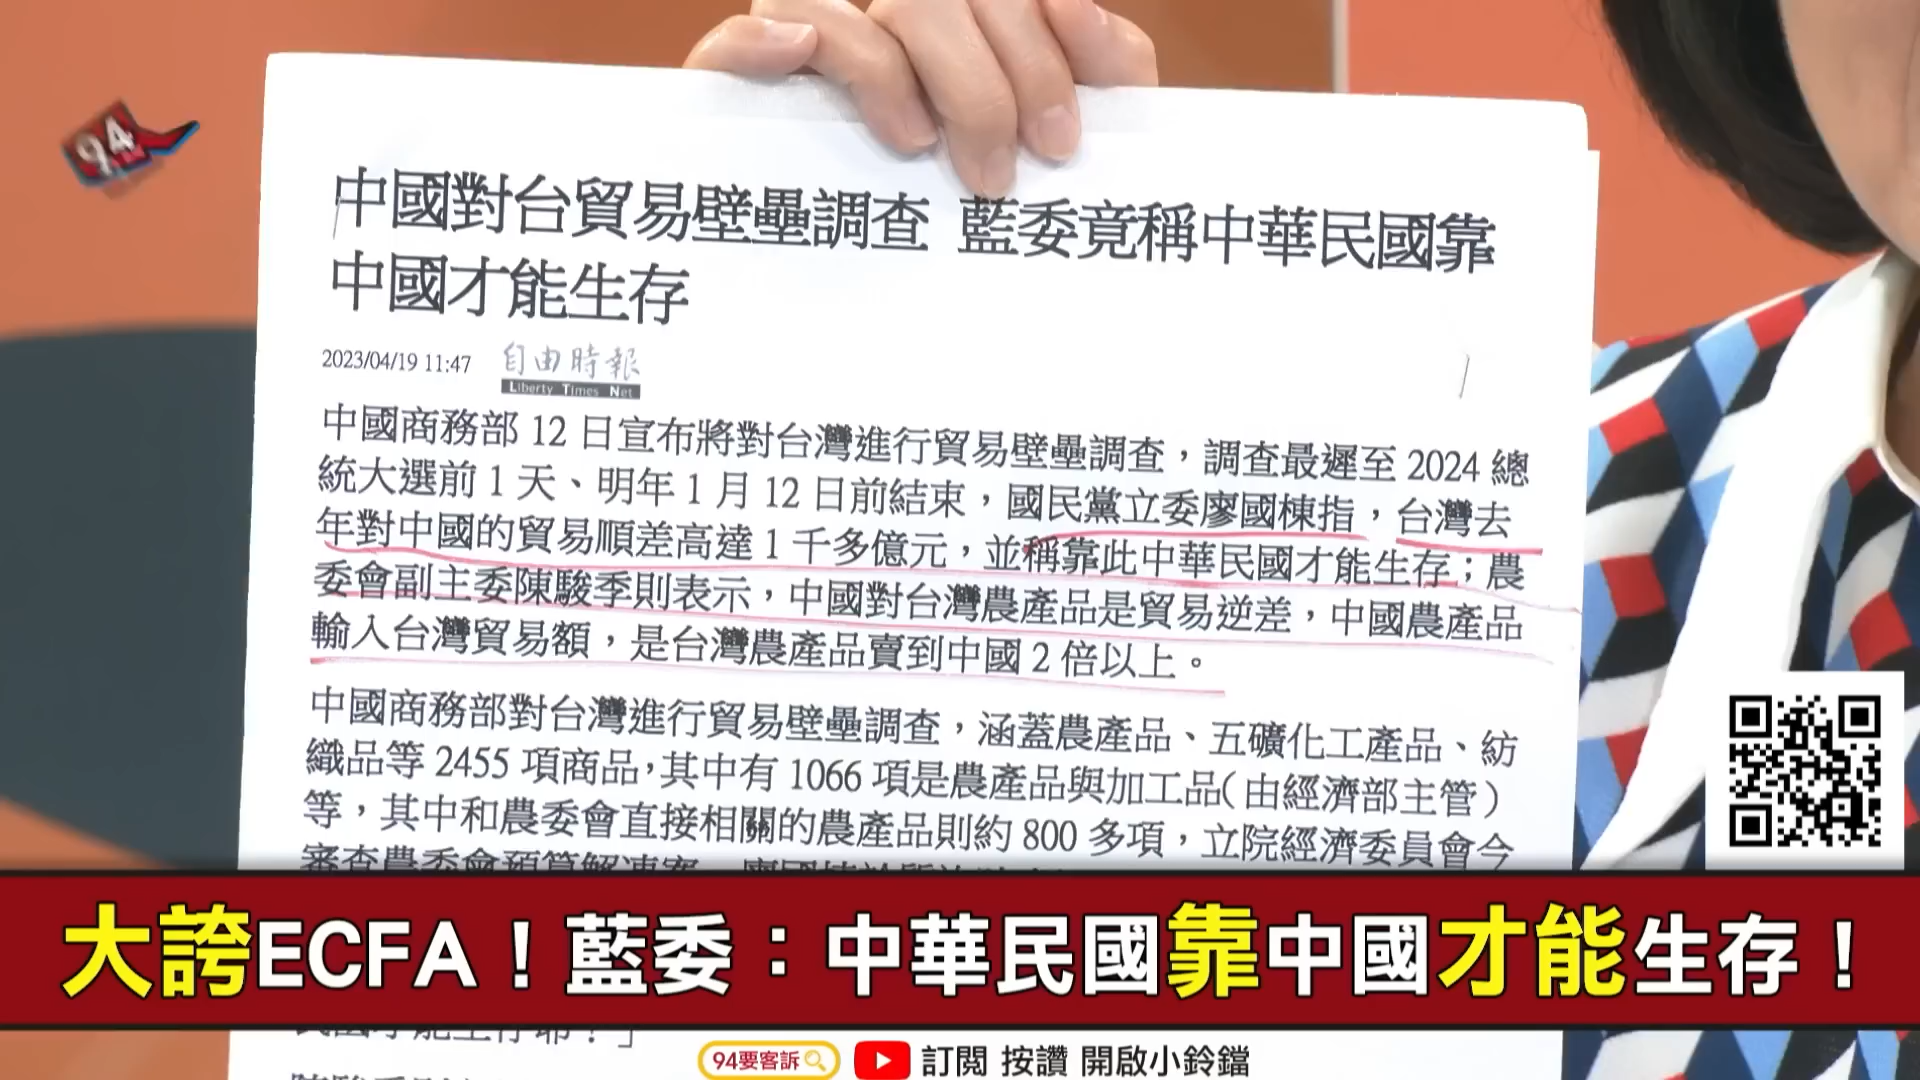 94
中國對台貿易壁壘調查 藍委竟稱中華民國靠
中國才能生存
2023/04/19 11:47 自由時報
Liberty Times Net
中國商務部 12 日宣布將對台灣進行貿易壁壘調查，調查最遲至 2024 總
統大選前 1 天、明年 1 月 12 日前結束，國民黨立委廖國棟指，台灣去
年對中國的貿易順差高達 1 千多億元，並稱靠此中華民國才能生存；農
委會副主委陳駿季則表示，中國對台灣農產品是貿易逆差，中國農產品
輸入台灣貿易額，是台灣農產品賣到中國 2 倍以上。
中國商務部對台灣進行貿易壁壘調查，涵蓋農產品、五礦化工產品、紡
織品等 2455 項商品，其中有 1066 項是農產品與加工品（由經濟部主管）
等，其中和農委會直接相關的農產品則約 800 多項，立院經濟委員會今
審查農委會預算解凍案
大誇ECFA！藍委：中華民國靠中國才能生存！
94要客訴
訂閱 按讚 開啟小鈴鐺